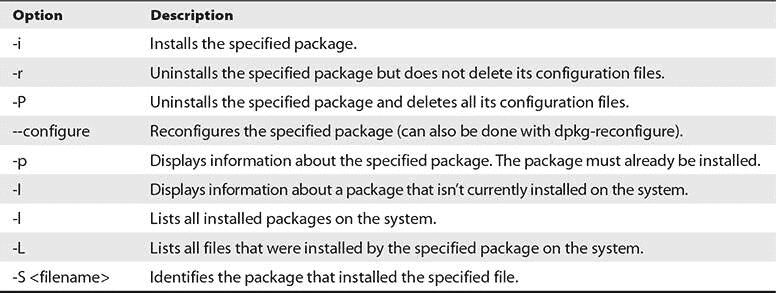 Option Description
-i Installs the specified package.
-r Uninstalls the specified package but does not delete its configuration files.
-P Uninstalls the specified package and deletes all its configuration files.
--configure Reconfigures the specified package (can also be done with dpkg-reconfigure).
-p Displays information about the specified package. The package must already be installed.
-I Displays information about a package that isn’t currently installed on the system.
-l Lists all installed packages on the system.
-L Lists all files that were installed by the specified package on the system.
-S <filename> Identifies the package that installed the specified file.